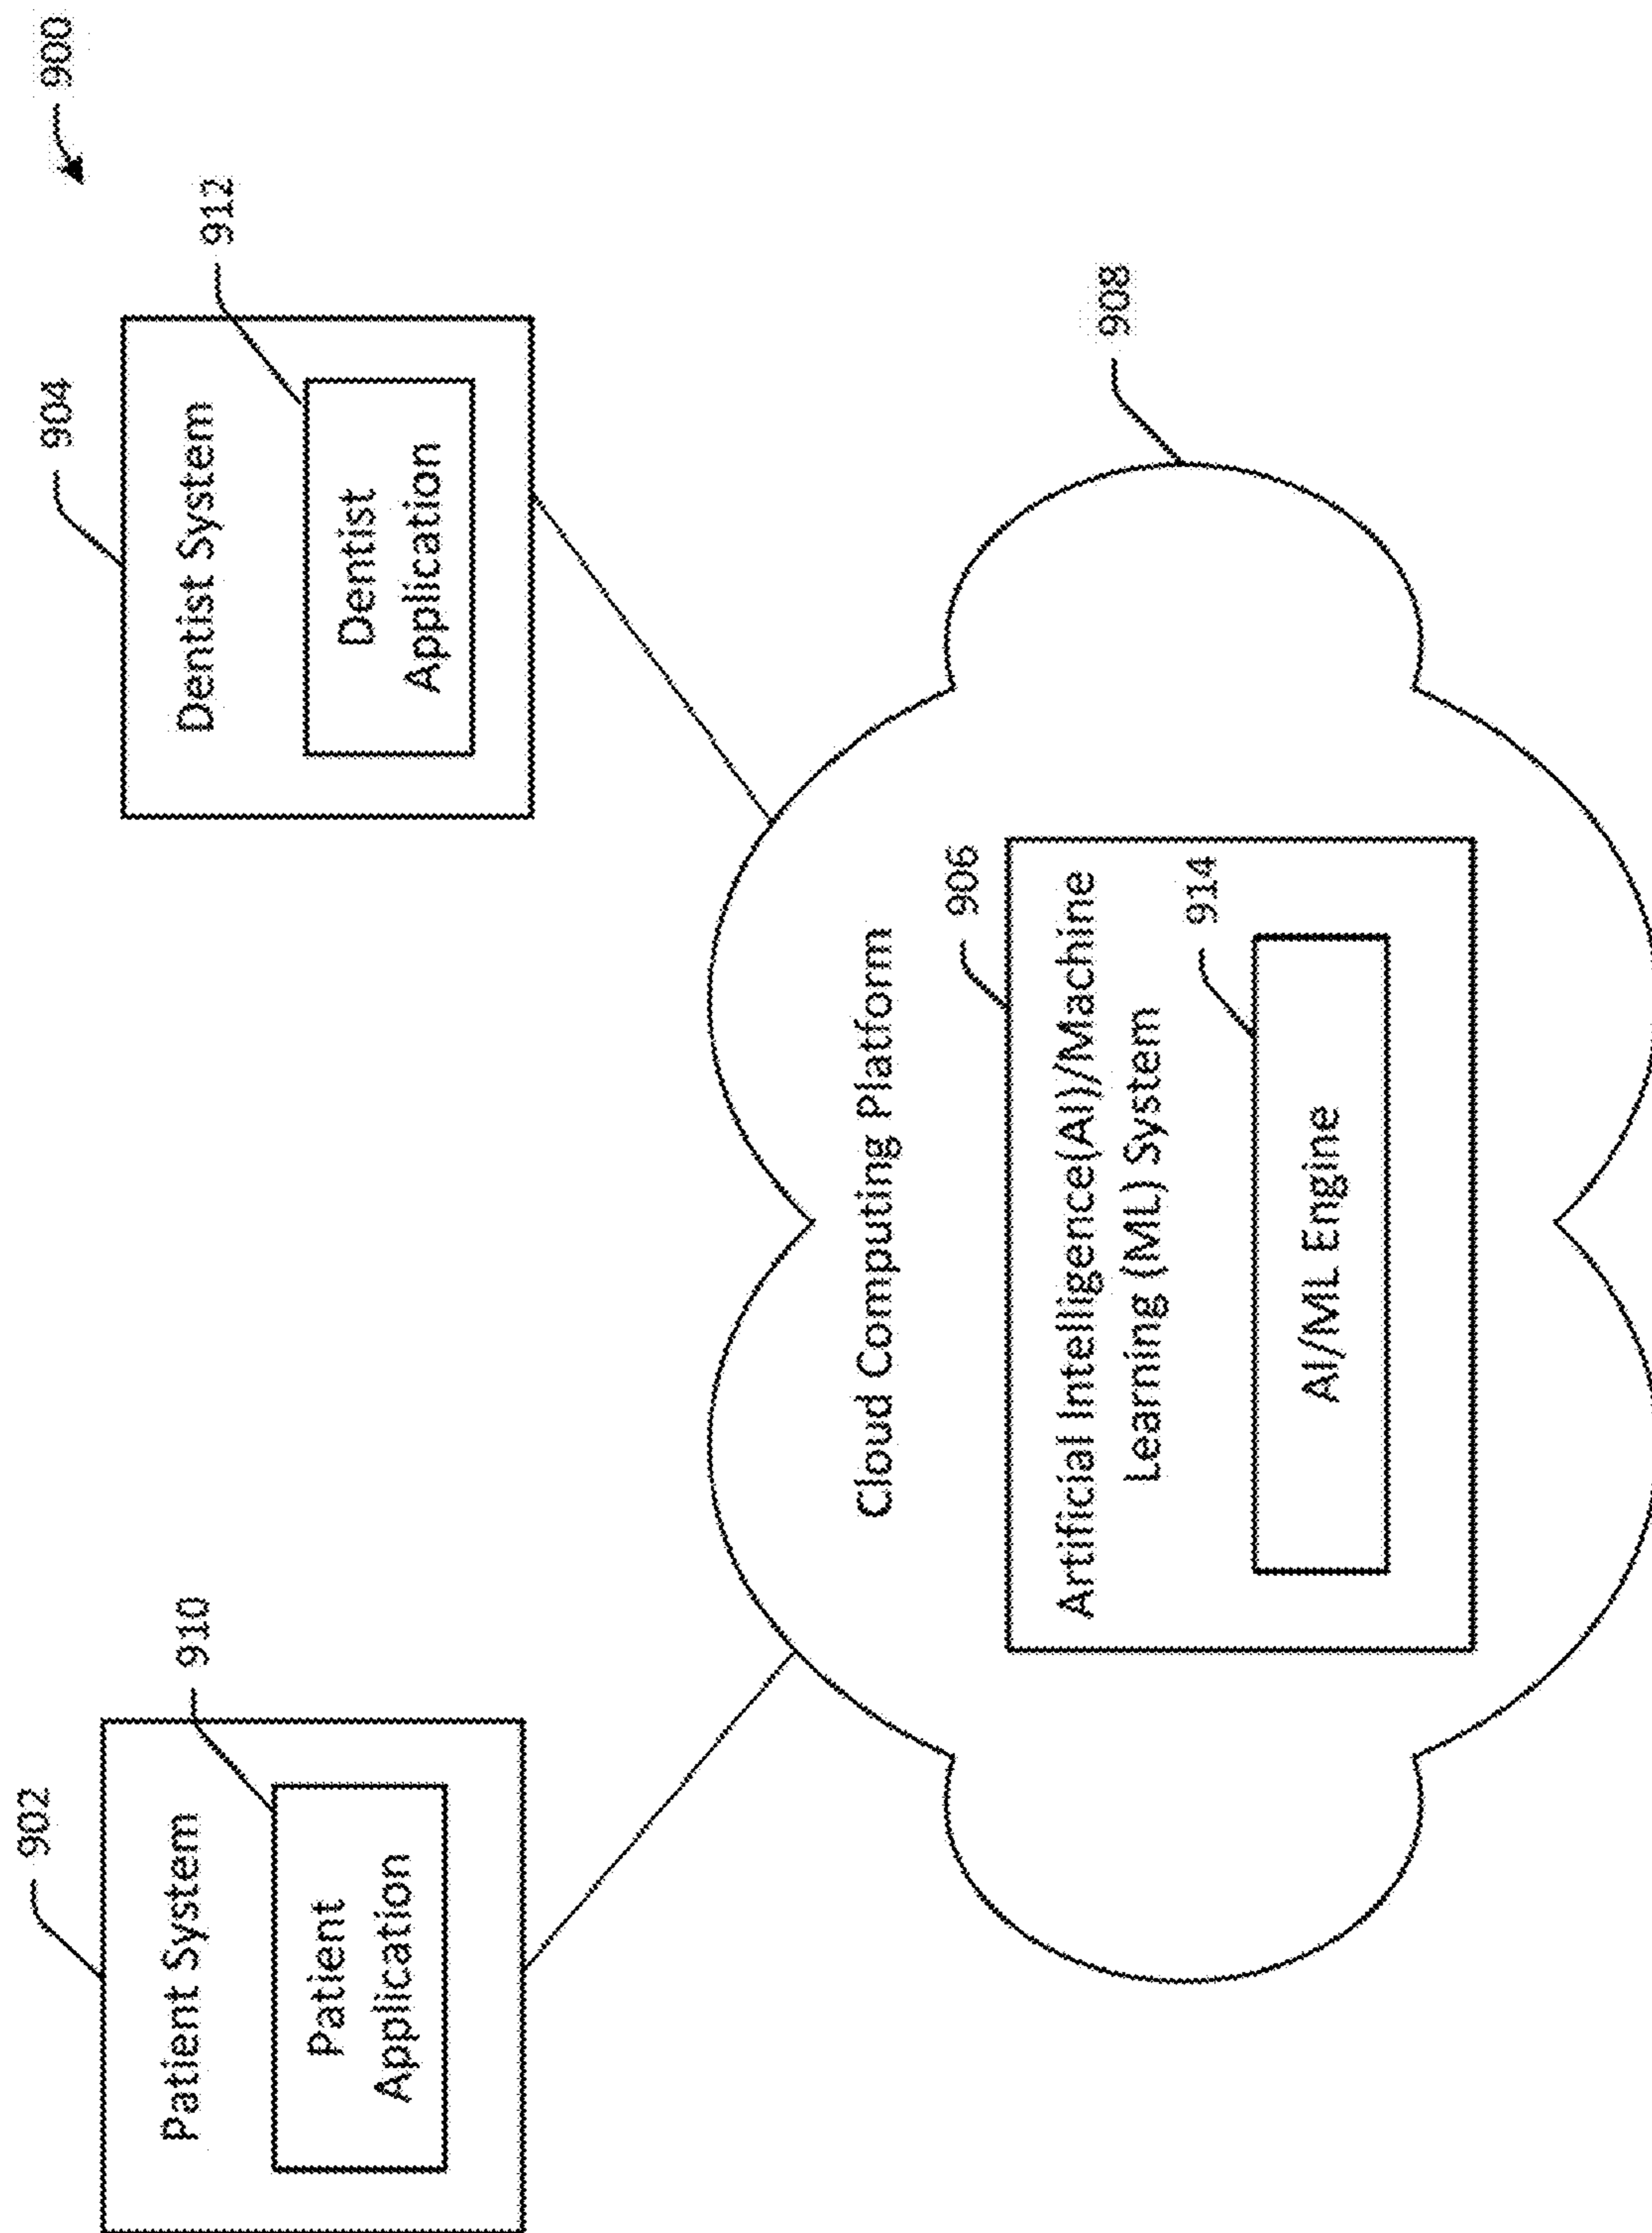 900
902
Patient System
910
Patient
Application
904
Dentist System
912
Dentist
Application
908
Cloud Computing Platform
906
Artificial Intelligence(AI)/Machine
Learning (ML) System
914
AI/ML Engine